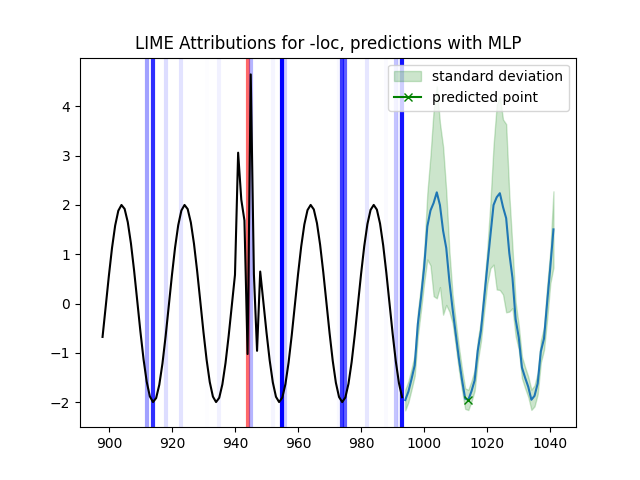 LIME Attributions for -loc, predictions with MLP
standard deviation
predicted point
4
3
2
1
0
−1
−2
900 920 940 960 980 1000 1020 1040